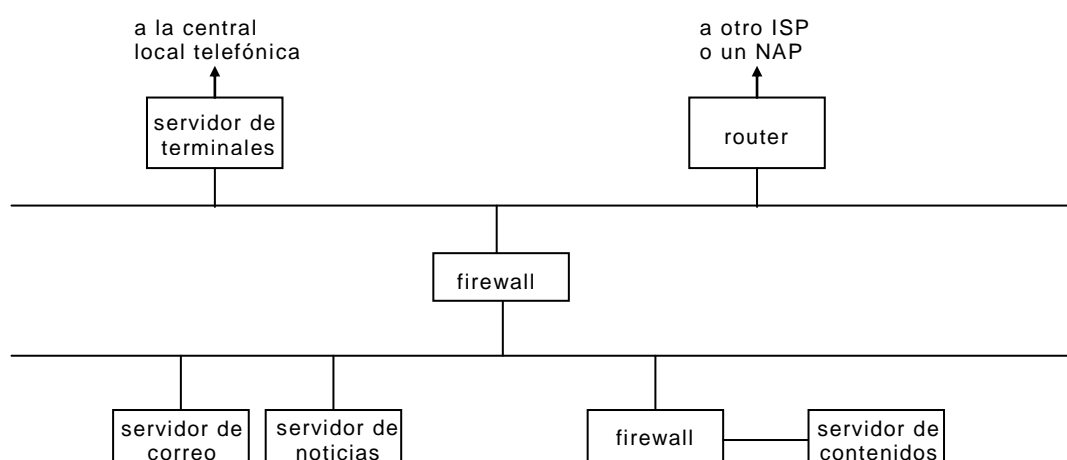 a la central
local telefónica
a otro ISP
o un NAP
servidor de
terminales
router
firewall
servidor de
correo
servidor de
noticias
firewall
servidor de
contenidos